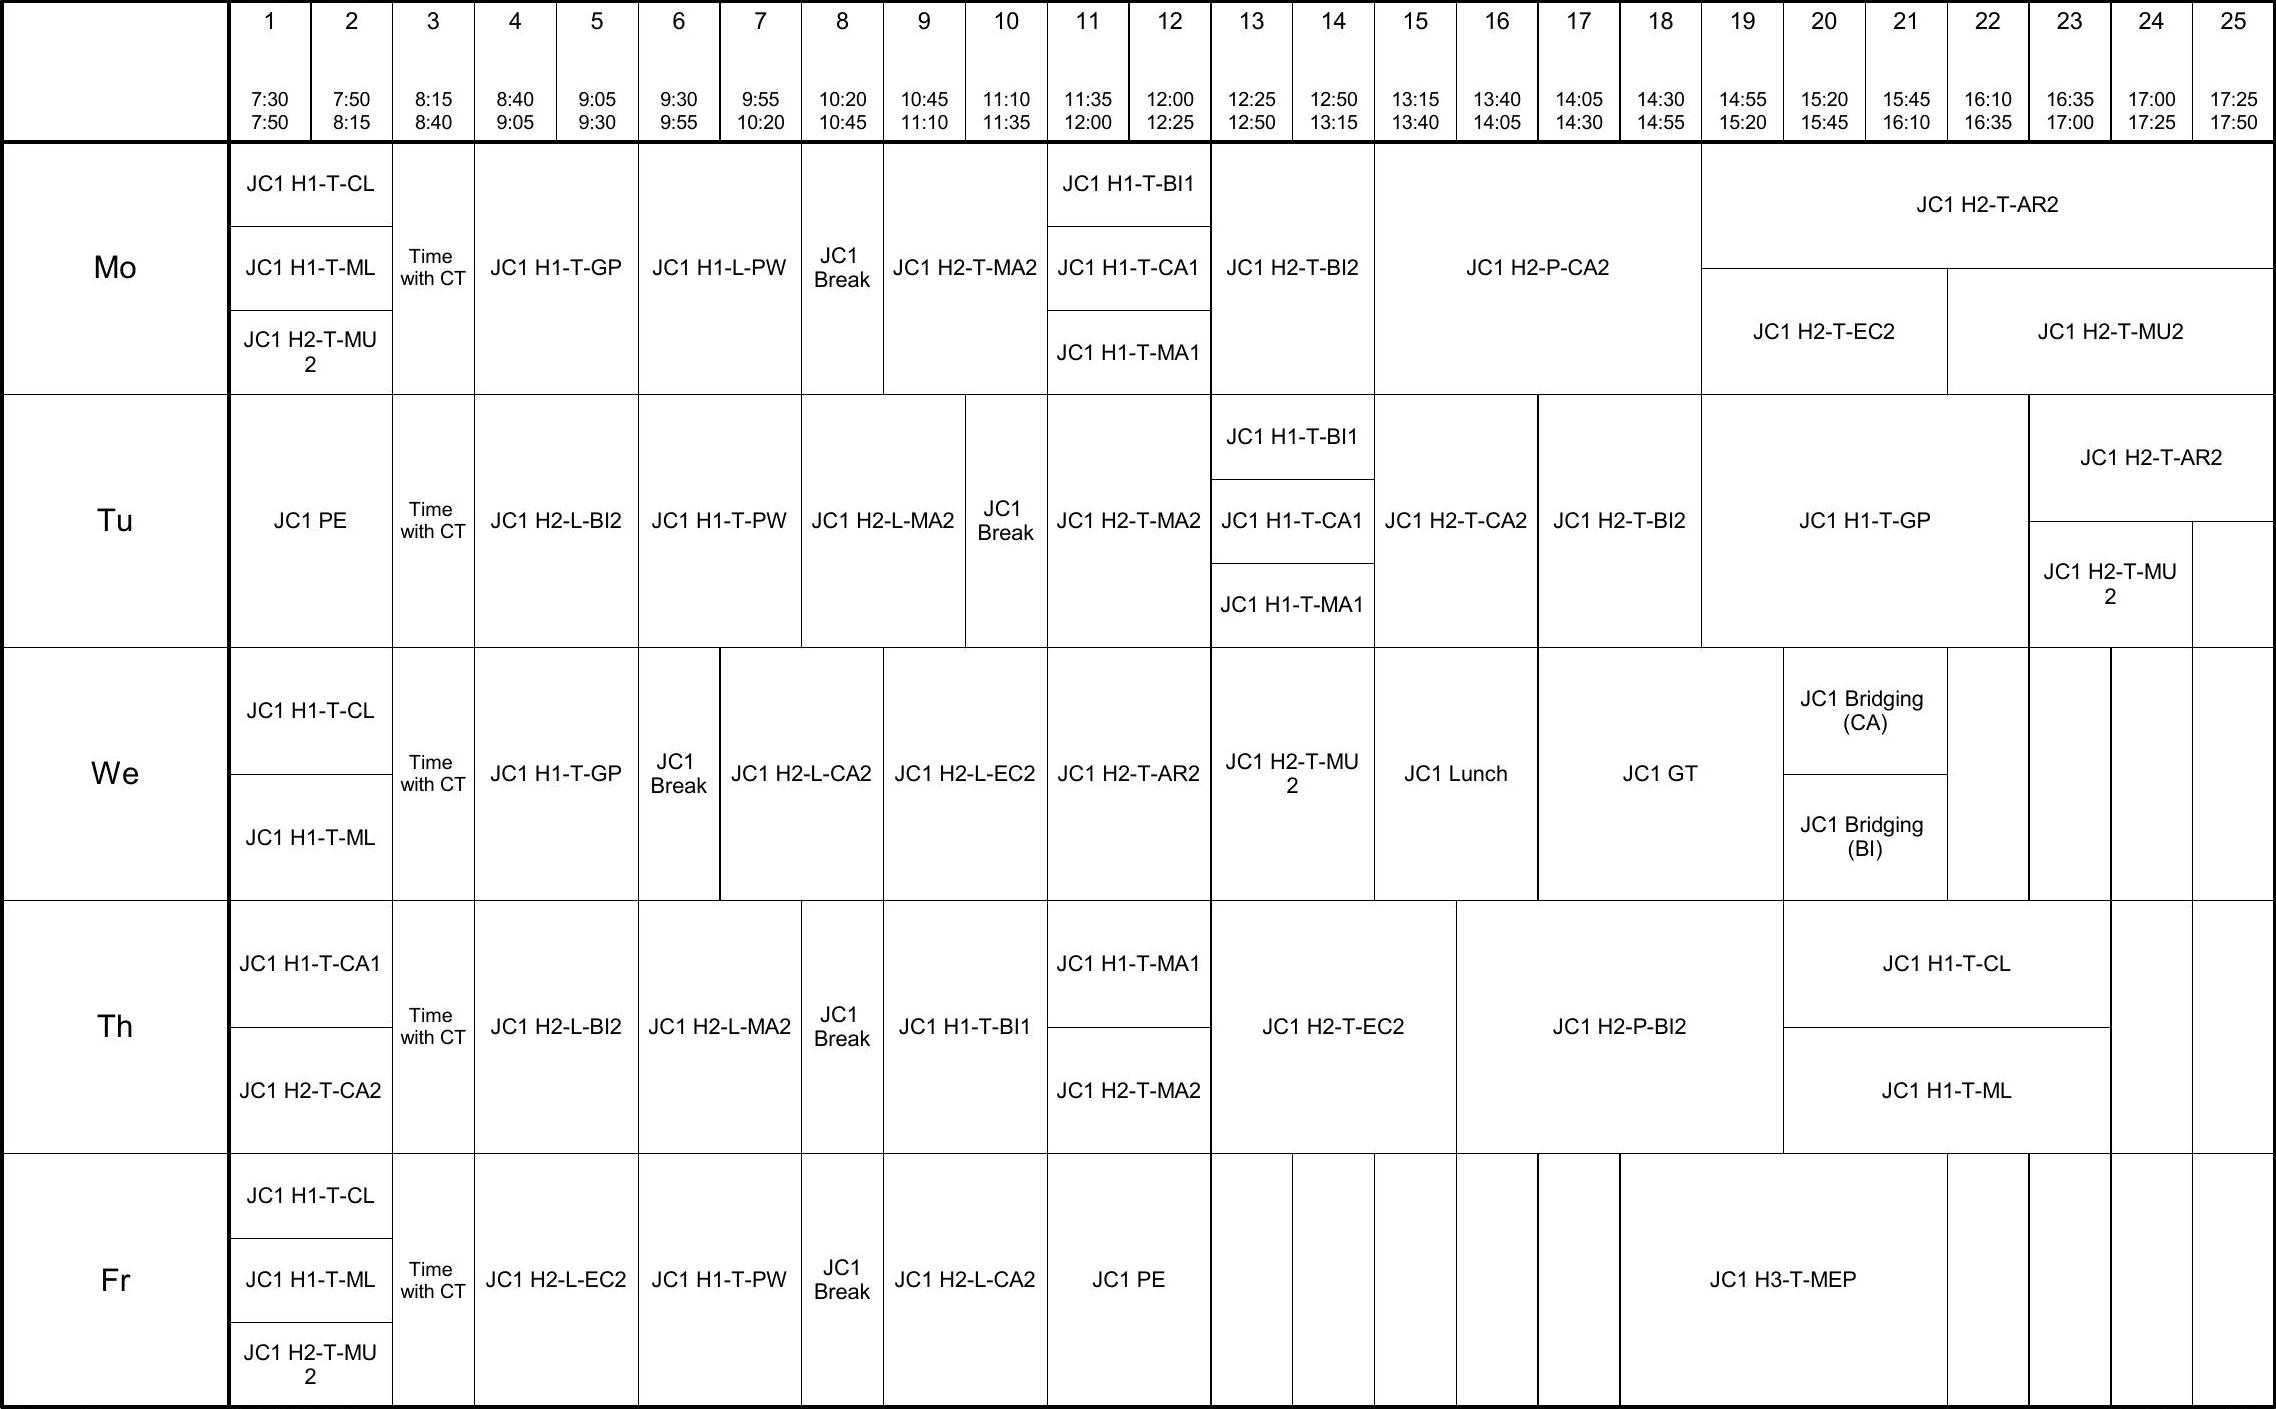 1 2 3 4 5 6 7 8 9 10 11 12 13 14 15 16 17 18 19 20 21 22 23 24 25
7:30 7:50 8:15 8:40 9:05 9:30 9:55 10:20 10:45 11:10 11:35 12:00 12:25 12:50 13:15 13:40 14:05 14:30 14:55 15:20 15:45 16:10 16:35 17:00 17:25
7:50 8:15 8:40 9:05 9:30 9:55 10:20 10:45 11:10 11:35 12:00 12:25 12:50 13:15 13:40 14:05 14:30 14:55 15:20 15:45 16:10 16:35 17:00 17:25 17:50
Mo
JC1 H1-T-CL
JC1 H1-T-ML
JC1 H2-T-MU
2
Time
with CT
JC1 H1-T-GP
JC1 H1-L-PW
JC1
Break
JC1 H2-T-MA2
JC1 H1-T-BI1
JC1 H1-T-CA1
JC1 H1-T-MA1
JC1 H2-T-BI2
JC1 H2-P-CA2
JC1 H2-T-AR2
JC1 H2-T-EC2
JC1 H2-T-MU2
Tu
JC1 PE
Time
with CT
JC1 H2-L-BI2
JC1 H1-T-PW
JC1 H2-L-MA2
JC1
Break
JC1 H2-T-MA2
JC1 H1-T-BI1
JC1 H1-T-CA1
JC1 H1-T-MA1
JC1 H2-T-CA2
JC1 H2-T-BI2
JC1 H1-T-GP
JC1 H2-T-AR2
JC1 H2-T-MU
2
We
JC1 H1-T-CL
JC1 H1-T-ML
Time
with CT
JC1 H1-T-GP
JC1
Break
JC1 H2-L-CA2
JC1 H2-L-EC2
JC1 H2-T-AR2
JC1 H2-T-MU
2
JC1 Lunch
JC1 GT
JC1 Bridging
(CA)
JC1 Bridging
(BI)
Th
JC1 H1-T-CA1
JC1 H2-T-CA2
Time
with CT
JC1 H2-L-BI2
JC1 H2-L-MA2
JC1
Break
JC1 H1-T-BI1
JC1 H1-T-MA1
JC1 H2-T-MA2
JC1 H2-T-EC2
JC1 H2-P-BI2
JC1 H1-T-CL
JC1 H1-T-ML
Fr
JC1 H1-T-CL
JC1 H1-T-ML
JC1 H2-T-MU
2
Time
with CT
JC1 H2-L-EC2
JC1 H1-T-PW
JC1
Break
JC1 H2-L-CA2
JC1 PE
JC1 H3-T-MEP